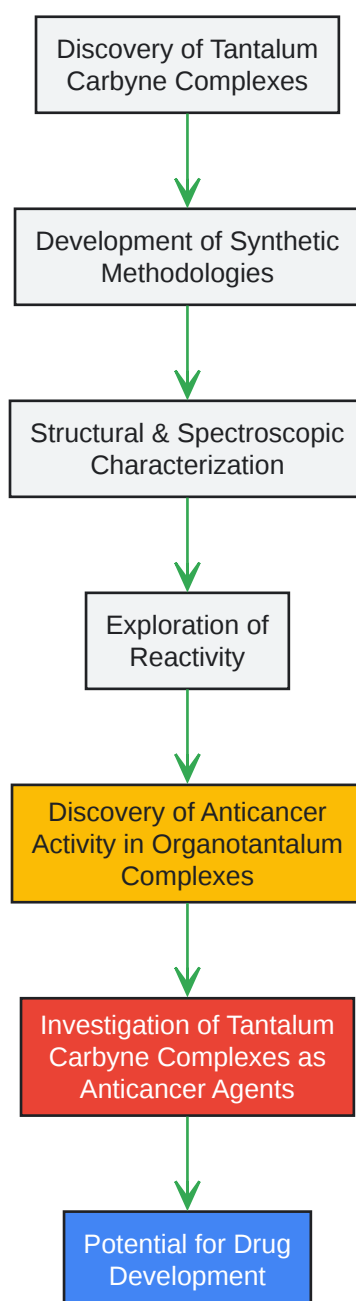 Discovery of Tantalum
Carbyne Complexes
Development of Synthetic
Methodologies
Structural & Spectroscopic
Characterization
Exploration of
Reactivity
Discovery of Anticancer
Activity in Organotantalum
Complexes
Investigation of Tantalum
Carbyne Complexes as
Anticancer Agents
Potential for Drug
Development